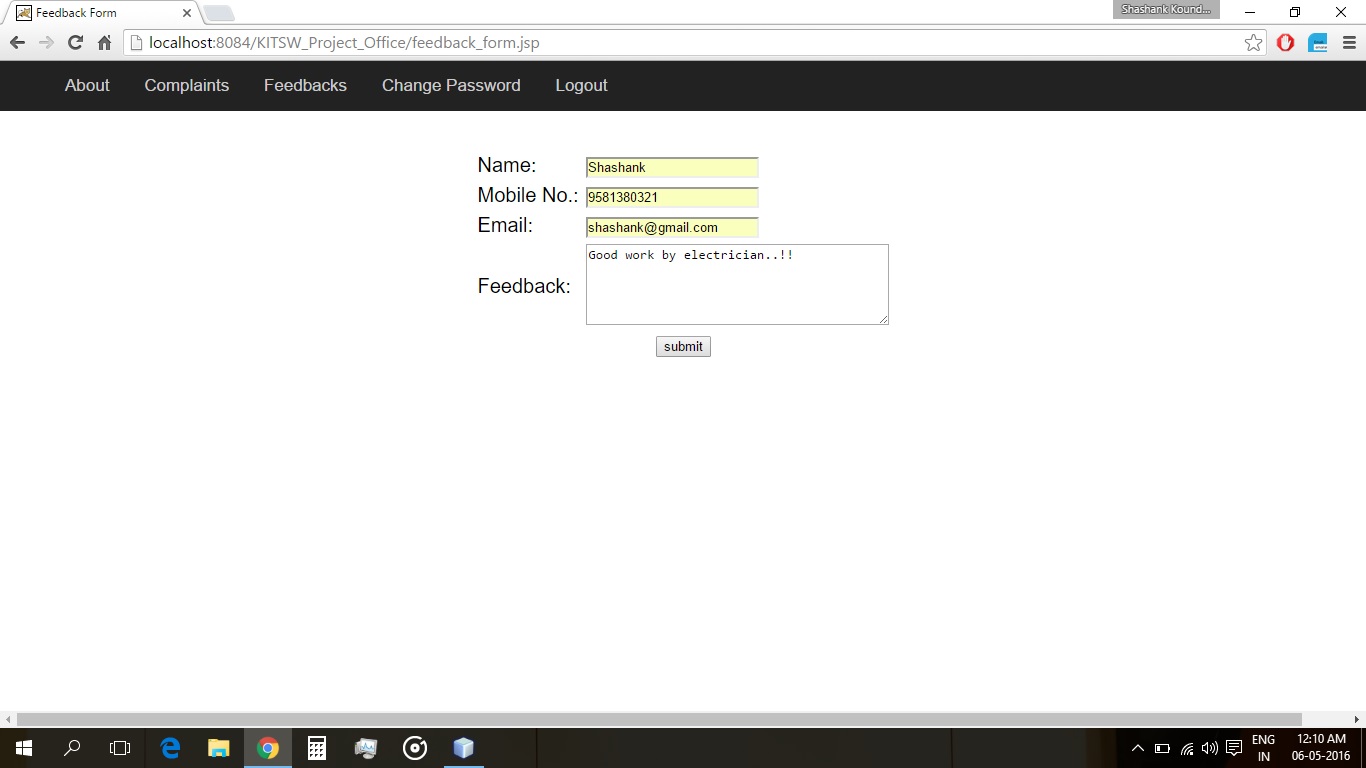 Feedback Form
Shashank Kound...
localhost:8084/KITSW_Project_Office/feedback_form.jsp
About Complaints Feedbacks Change Password Logout
Name: Shashank
Mobile No.: 9581380321
Email: shashank@gmail.com
Feedback: Good work by electrician..!!
submit
ENG 12:10 AM
IN 06-05-2016